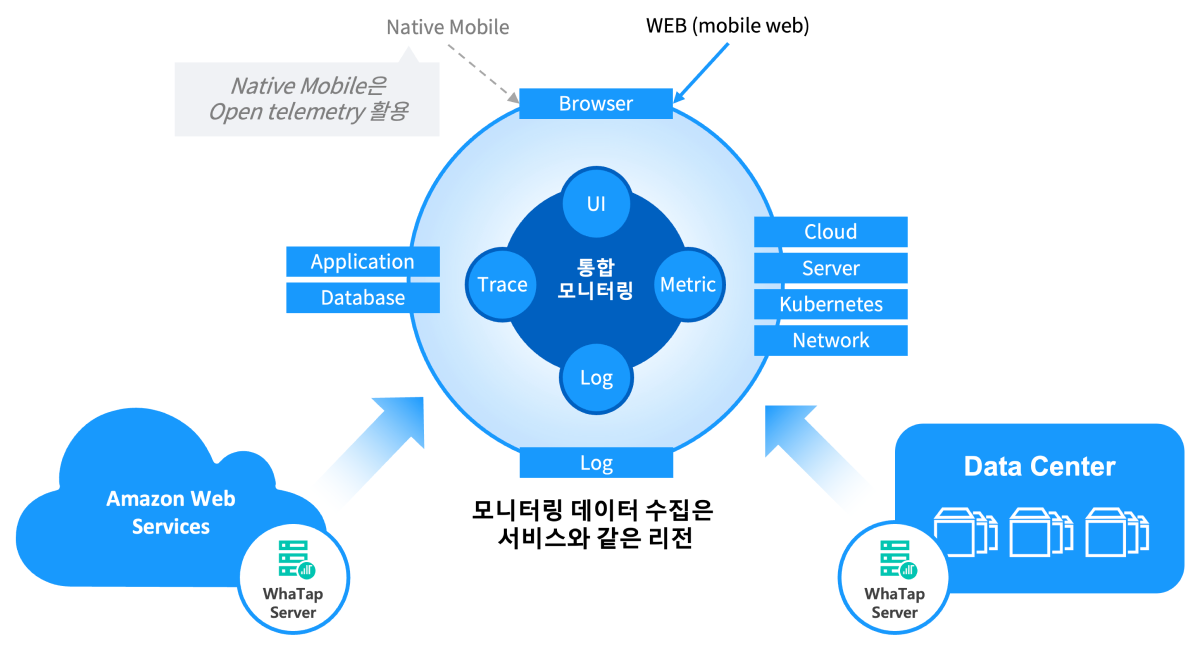 Native Mobile
WEB (mobile web)
Native Mobile은
Open telemetry 활용
Browser
UI
Application
Database
Trace
통합
모니터링
Metric
Cloud
Server
Kubernetes
Network
Log
Log
모니터링 데이터 수집은
서비스와 같은 리전
Amazon Web
Services
WhaTap
Server
Data Center
WhaTap
Server